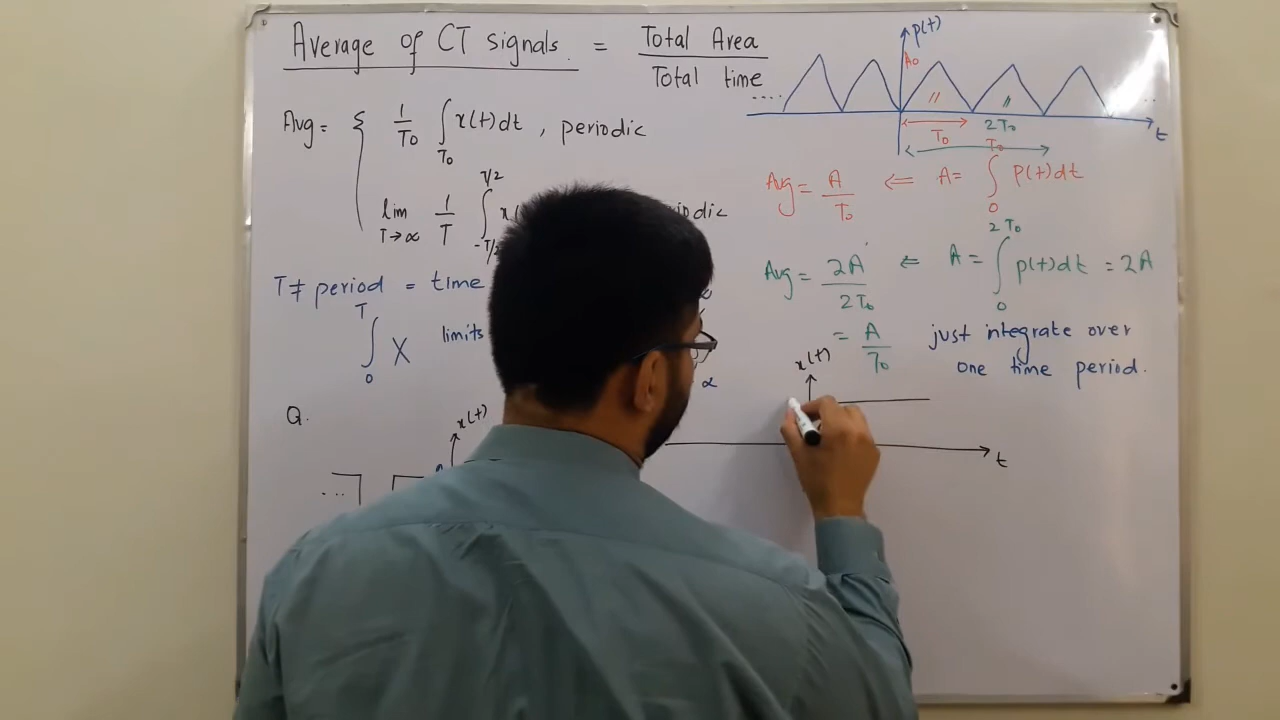 Average of CT signals. = Total Area
Total time
Avg = { 1/T₀ ∫ x(t)dt , periodic
T₀
lim T→∞ 1/T ∫ T/2
T ≠ period = time
T
∫ X limits
0
α
Q.
x(t)
...
p(t)
A₀
....
// //
T₀ 2T₀ t
Avg = A/T₀ ⇐ A = ∫ p(t)dt
T₀
0
2T₀
Avg = 2A/2T₀ ⇐ A = ∫ p(t)dt = 2A
0
= A/T₀ just integrate over
one time period.
x(t)
t